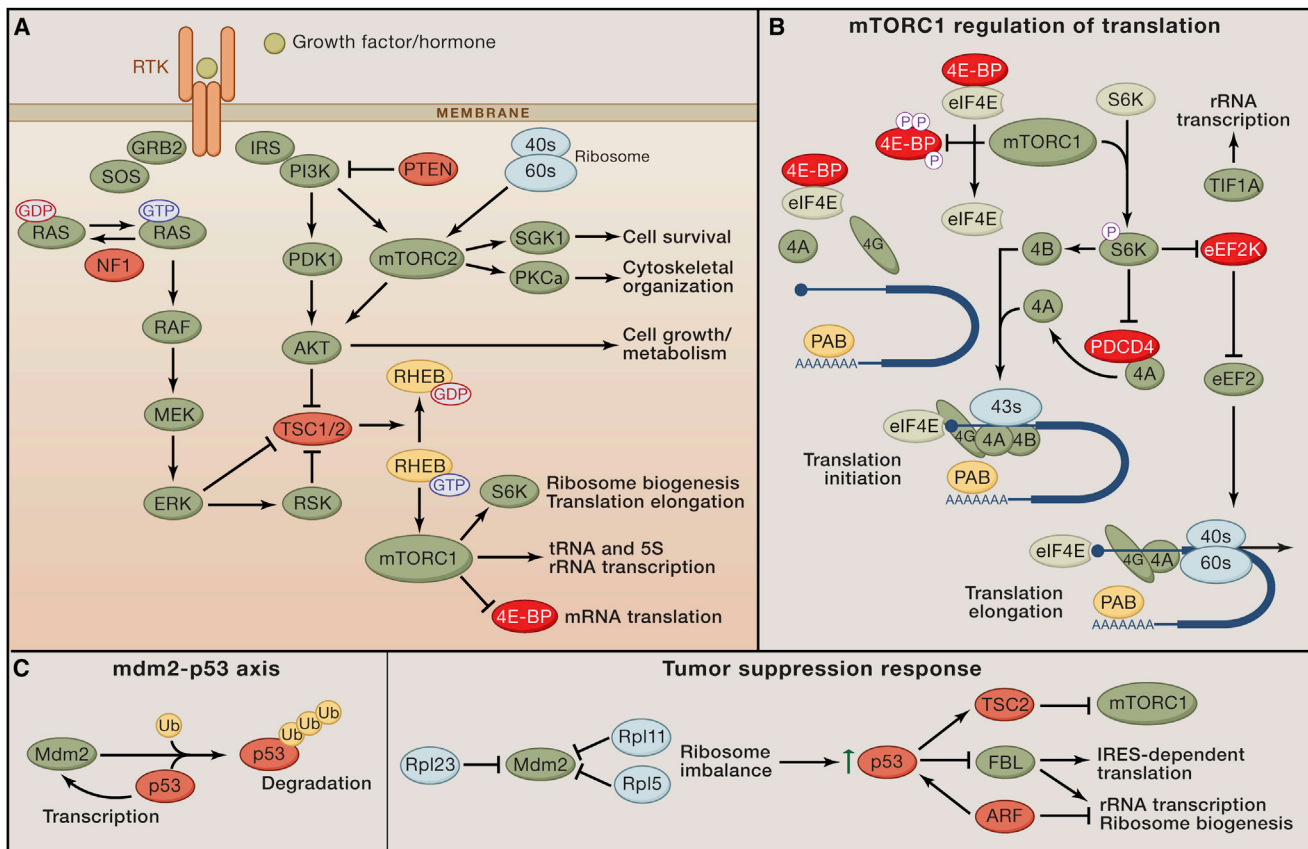 A
Growth factor/hormone
RTK
MEMBRANE
GRB2
SOS
IRS
PI3K
PTEN
40s
60s
Ribosome
GDP
RAS
GTP
RAS
NF1
PDK1
mTORC2
SGK1
Cell survival
PKCa
Cytoskeletal
organization
RAF
AKT
Cell growth/
metabolism
RHEB
GDP
MEK
TSC1/2
RHEB
GTP
ERK
RSK
S6K
Ribosome biogenesis
Translation elongation
mTORC1
tRNA and 5S
rRNA transcription
4E-BP
mRNA translation
B
mTORC1 regulation of translation
4E-BP
eIF4E
S6K
rRNA
transcription
P
P
4E-BP
P
mTORC1
4E-BP
eIF4E
eIF4E
TIF1A
4A
4G
P
4B
S6K
eEF2K
4A
PDCD4
4A
eEF2
PAB
AAAAAAA
43s
eIF4E
4G
4A
4B
Translation
initiation
PAB
AAAAAAA
40s
eIF4E
4G
4A
60s
Translation
elongation
PAB
AAAAAAA
C
mdm2-p53 axis
Ub
Ub
Ub
Ub
Mdm2
p53
p53
Degradation
Transcription
Tumor suppression response
Rpl23
Mdm2
Rpl11
Rpl5
Ribosome
imbalance
p53
TSC2
mTORC1
FBL
IRES-dependent
translation
ARF
rRNA transcription
Ribosome biogenesis